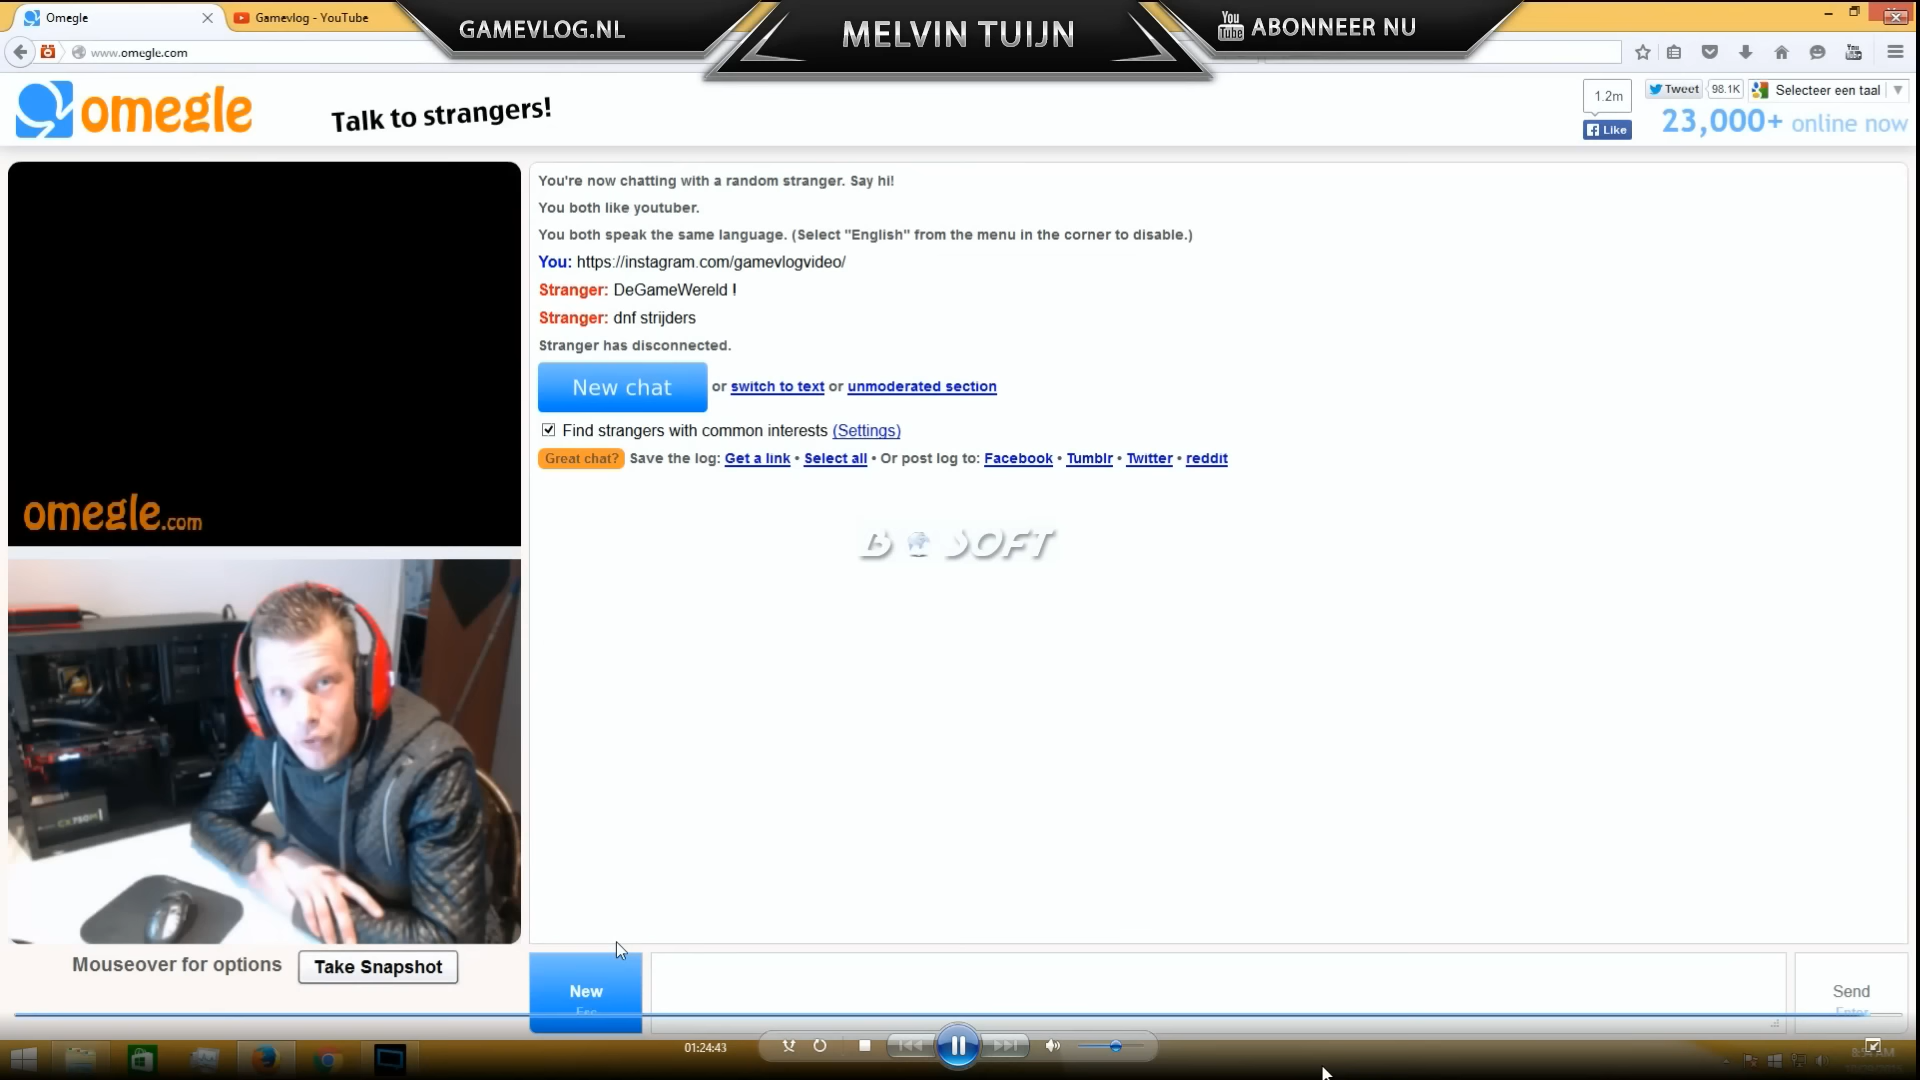 Omegle
Gamevlog - YouTube
GAMEVLOG.NL
MELVIN TUIJN
You Tube ABONNEER NU
www.omegle.com
omegle
Talk to strangers!
1.2m
Like
Tweet
98.1K
Selecteer een taal
23,000+ online now
You're now chatting with a random stranger. Say hi!
You both like youtuber.
You both speak the same language. (Select "English" from the menu in the corner to disable.)
You: https://instagram.com/gamevlogvideo/
Stranger: DeGameWereld !
Stranger: dnf strijders
Stranger has disconnected.
New chat or switch to text or unmoderated section
Find strangers with common interests (Settings)
Great chat? Save the log: Get a link • Select all • Or post log to: Facebook • Tumblr • Twitter • reddit
omegle.com
SOFT
CX750M
Mouseover for options
Take Snapshot
New
Esc
Send
Enter
01:24:43